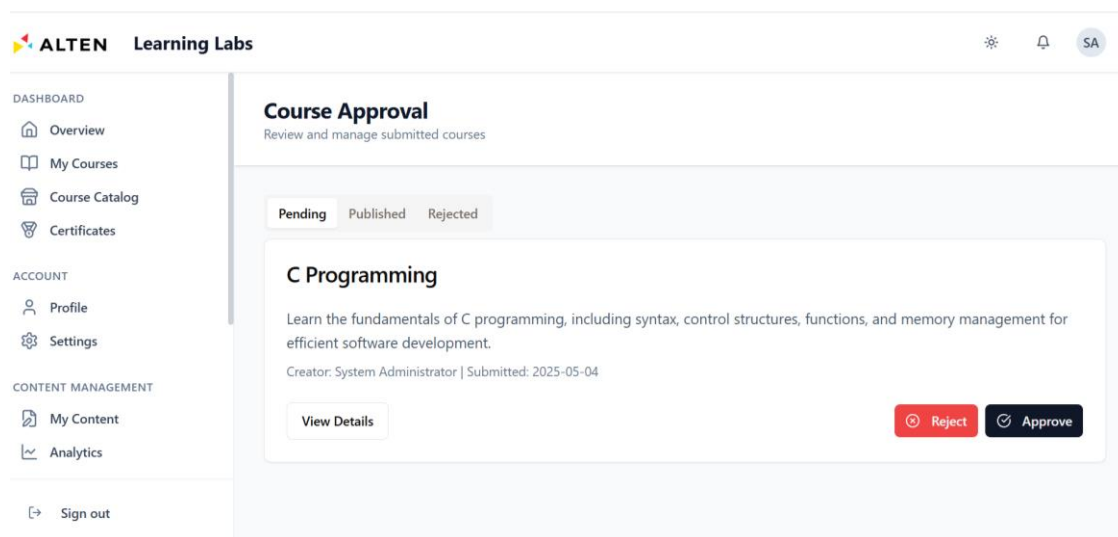 ALTEN Learning Labs
SA
DASHBOARD
Overview
My Courses
Course Catalog
Certificates
ACCOUNT
Profile
Settings
CONTENT MANAGEMENT
My Content
Analytics
Sign out
Course Approval
Review and manage submitted courses
Pending Published Rejected
C Programming
Learn the fundamentals of C programming, including syntax, control structures, functions, and memory management for
efficient software development.
Creator: System Administrator | Submitted: 2025-05-04
View Details
Reject
Approve